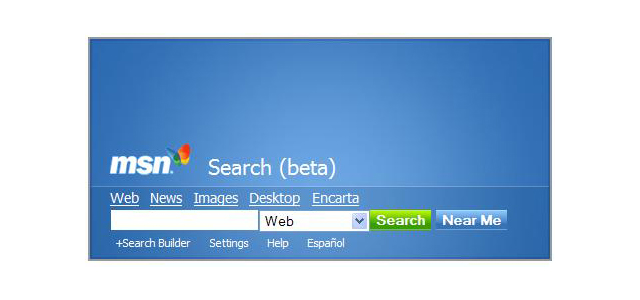 msn Search (beta)
Web News Images Desktop Encarta
Web Search Near Me
+Search Builder Settings Help Español